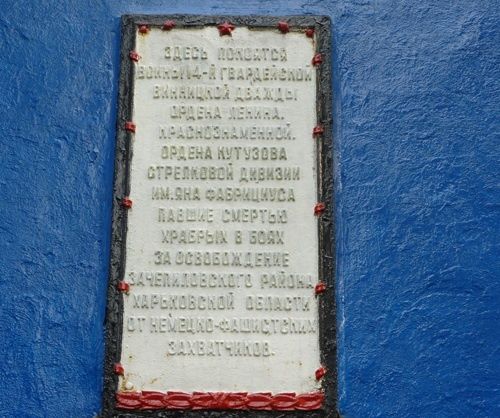 ЗДЕСЬ ПОКОЯТСЯ
ВОИНЫ 14-Й ГВАРДЕЙСКОЙ
ВИННИЦКОЙ ДВАЖДЫ
ОРДЕНА ЛЕНИНА,
КРАСНОЗНАМЕННОЙ,
ОРДЕНА КУТУЗОВА
СТРЕЛКОВОЙ ДИВИЗИИ
ИМ. ЯНА ФАБРИЦИУСА
ПАВШИЕ СМЕРТЬЮ
ХРАБРЫХ В БОЯХ
ЗА ОСВОБОЖДЕНИЕ
ЗАЧЕПИЛОВСКОГО РАЙОНА
ХАРЬКОВСКОЙ ОБЛАСТИ
ОТ НЕМЕЦКО-ФАШИСТСКИХ
ЗАХВАТЧИКОВ.